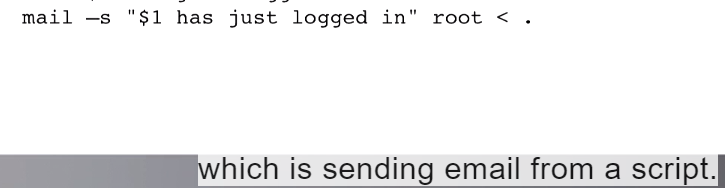 mail –s "$1 has just logged in" root < .
which is sending email from a script.